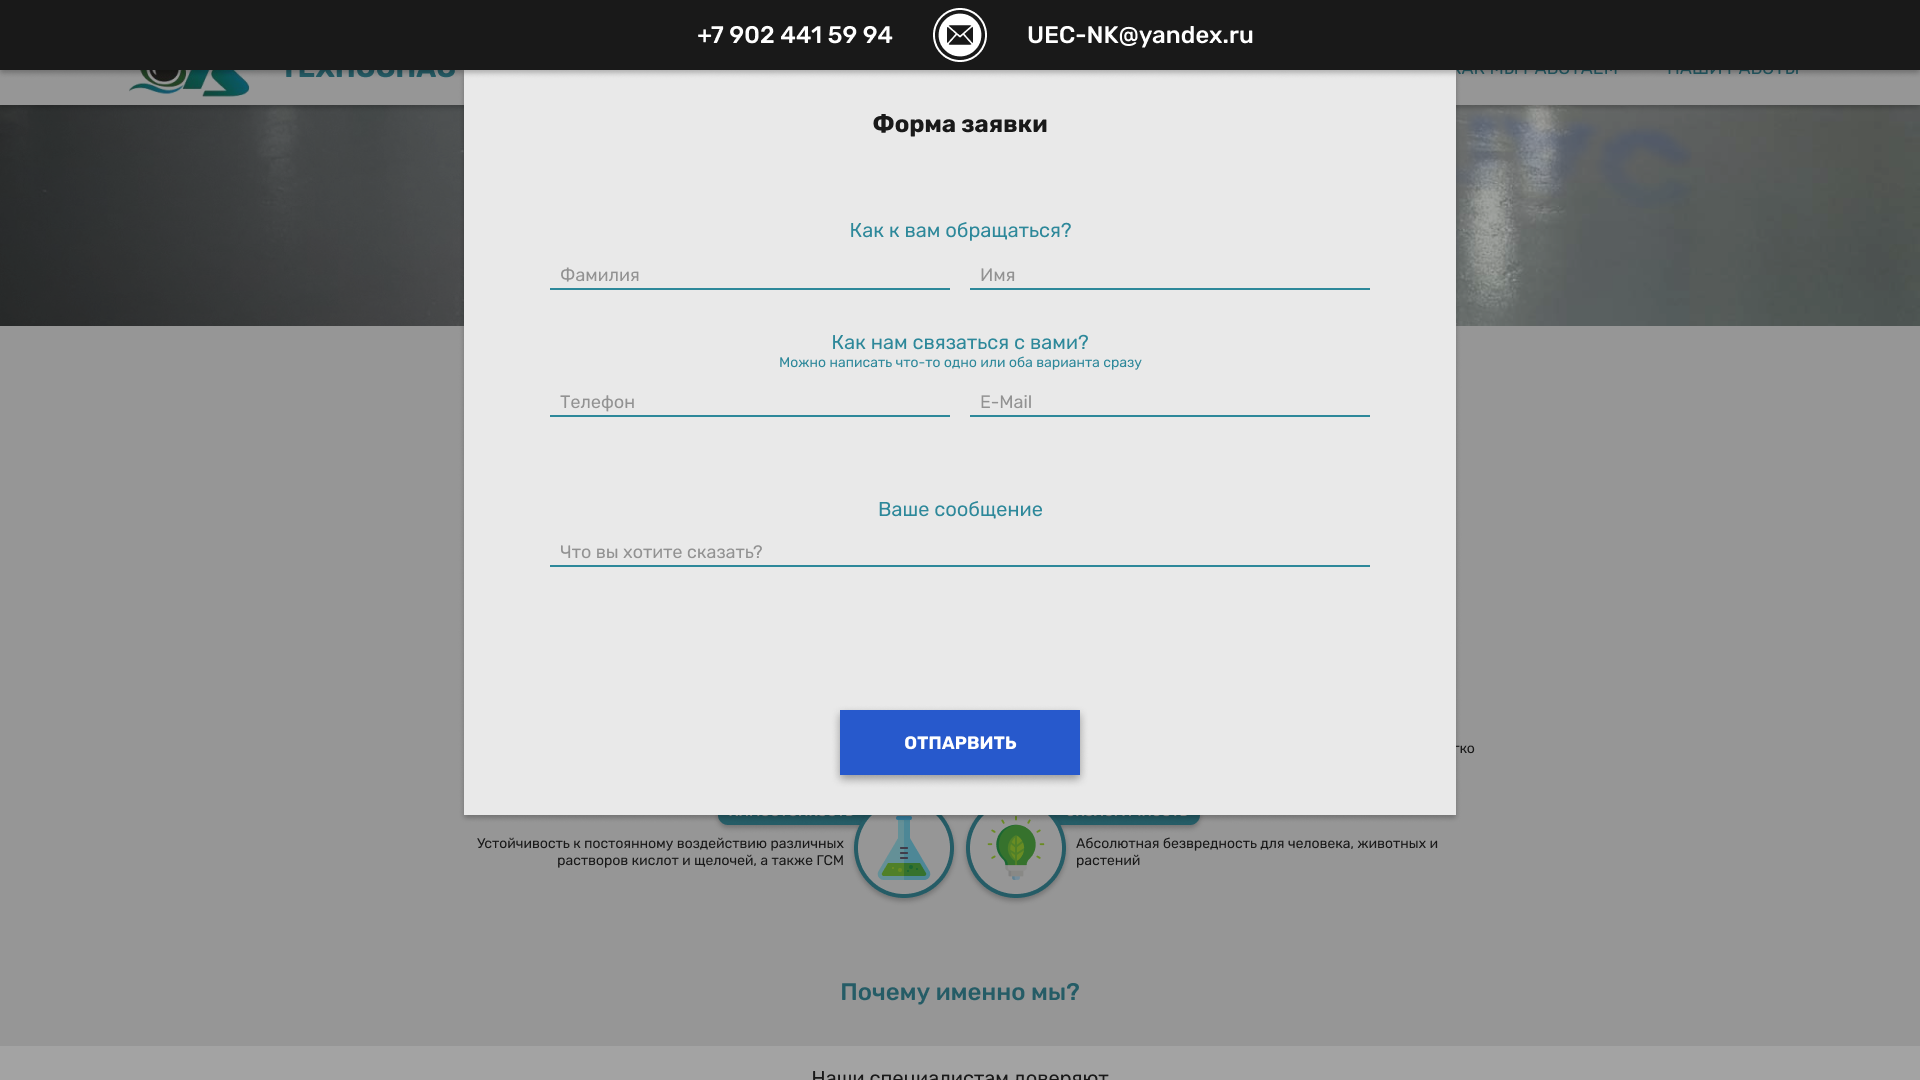 +7 902 441 59 94
UEC-NK@yandex.ru
ТЕХНОСПАС
КАК МЫ РАБОТАЕМ
НАШИ РАБОТЫ
Форма заявки
Как к вам обращаться?
Фамилия
Имя
Как нам связаться с вами?
Можно написать что-то одно или оба варианта сразу
Телефон
E-Mail
Ваше сообщение
Что вы хотите сказать?
ОТПАРВИТЬ
Устойчивость к постоянному воздействию различных
растворов кислот и щелочей, а также ГСМ
Абсолютная безвредность для человека, животных и
растений
Почему именно мы?
Наши специалистам доверяют